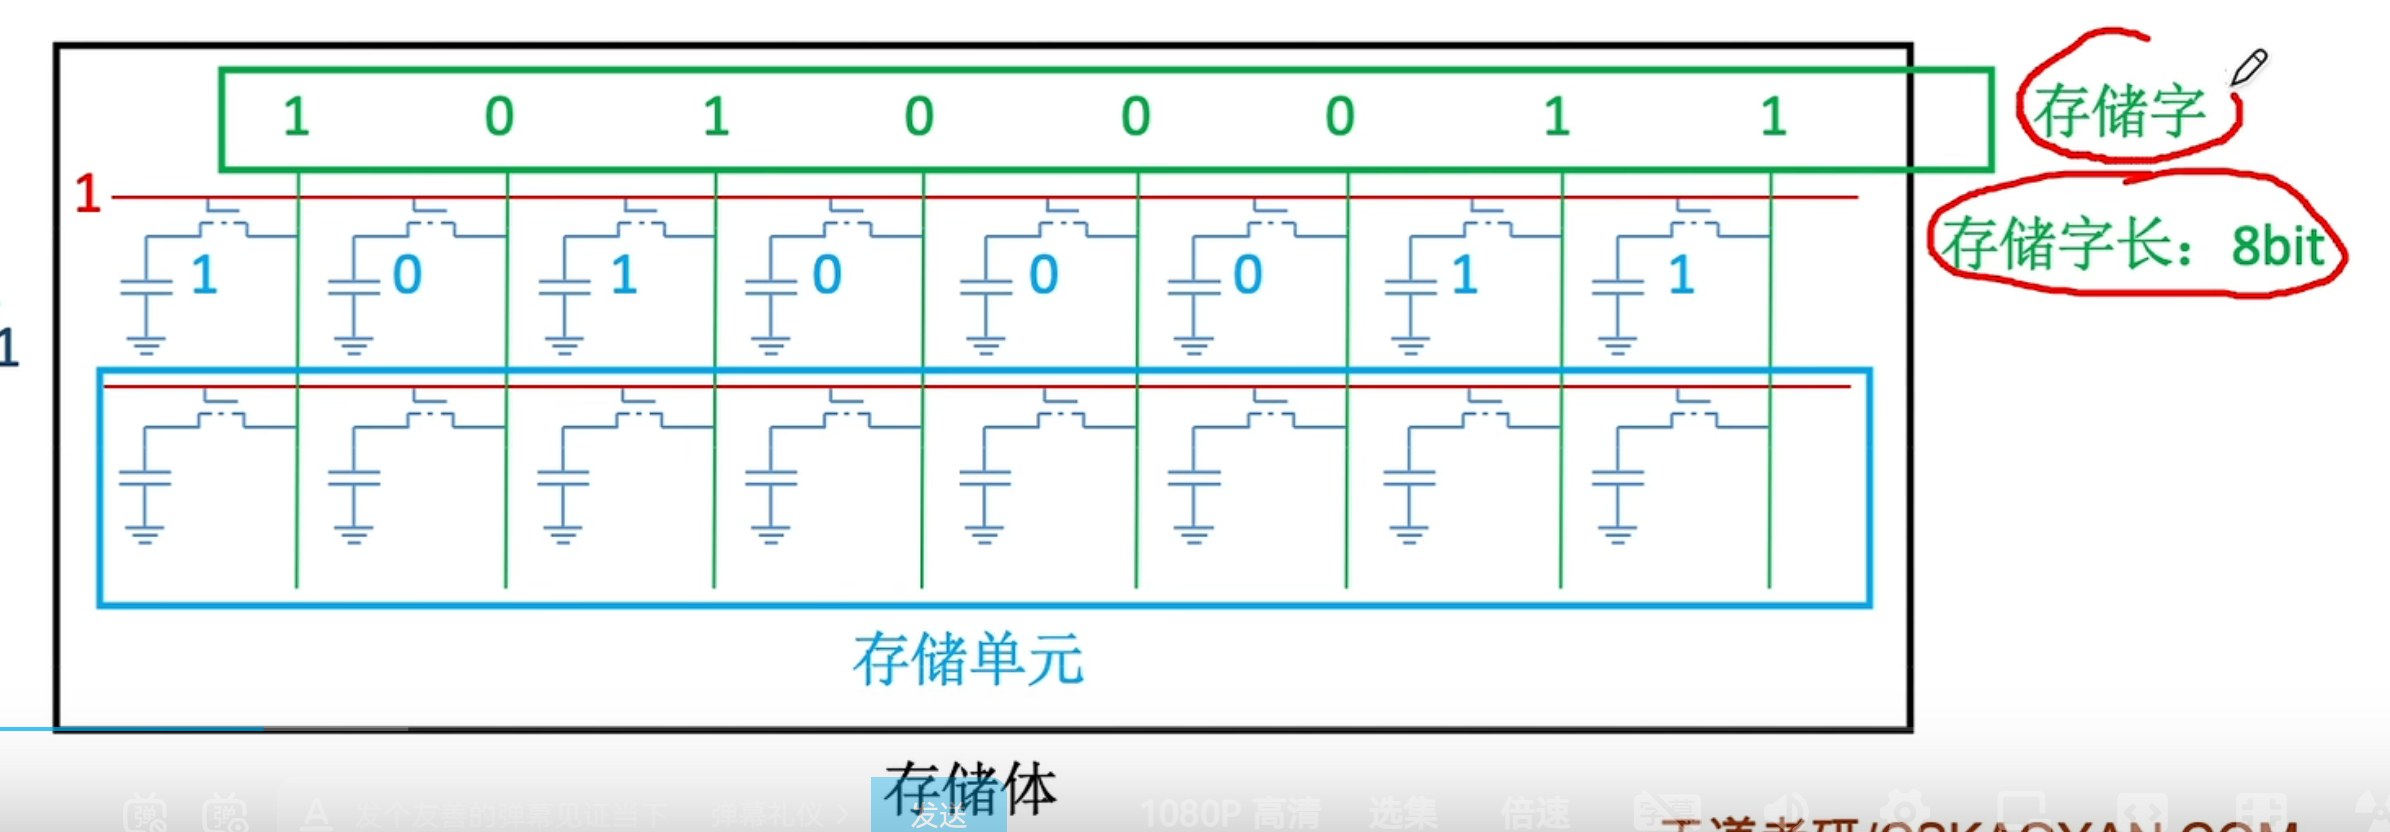 1 0 1 0 0 0 1 1 存储字
1
存储字长：8bit
1 0 1 0 0 0 1 1
1
存储单元
存储体
发个友善的弹幕见证当下 弹幕礼仪 > 发送 1080P 高清 选集 倍速 字幕
王道考研/CSKAOYAN.COM